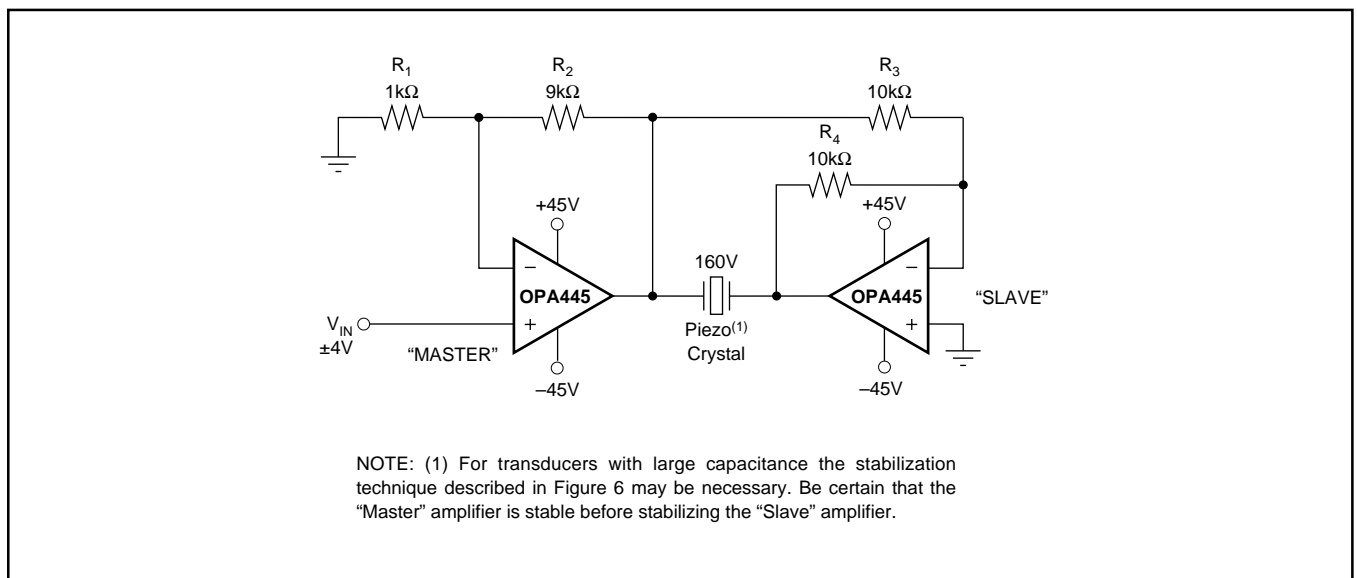 R1
1kΩ
R2
9kΩ
R3
10kΩ
R4
10kΩ
+45V
+45V
160V
–
OPA445
+
–
OPA445
+
"SLAVE"
VIN
±4V
"MASTER"
Piezo(1)
Crystal
–45V
–45V
NOTE: (1) For transducers with large capacitance the stabilization
technique described in Figure 6 may be necessary. Be certain that the
“Master” amplifier is stable before stabilizing the “Slave” amplifier.